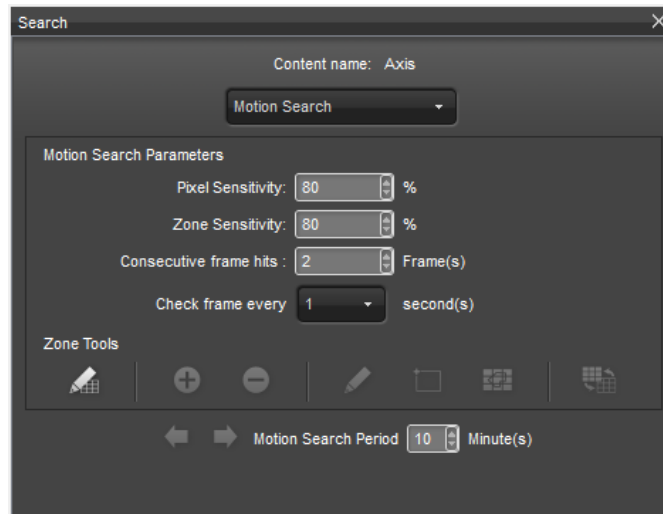 Search
Content name: Axis
Motion Search
Motion Search Parameters
Pixel Sensitivity: 80 %
Zone Sensitivity: 80 %
Consecutive frame hits : 2 Frame(s)
Check frame every 1 second(s)
Zone Tools
Motion Search Period 10 Minute(s)